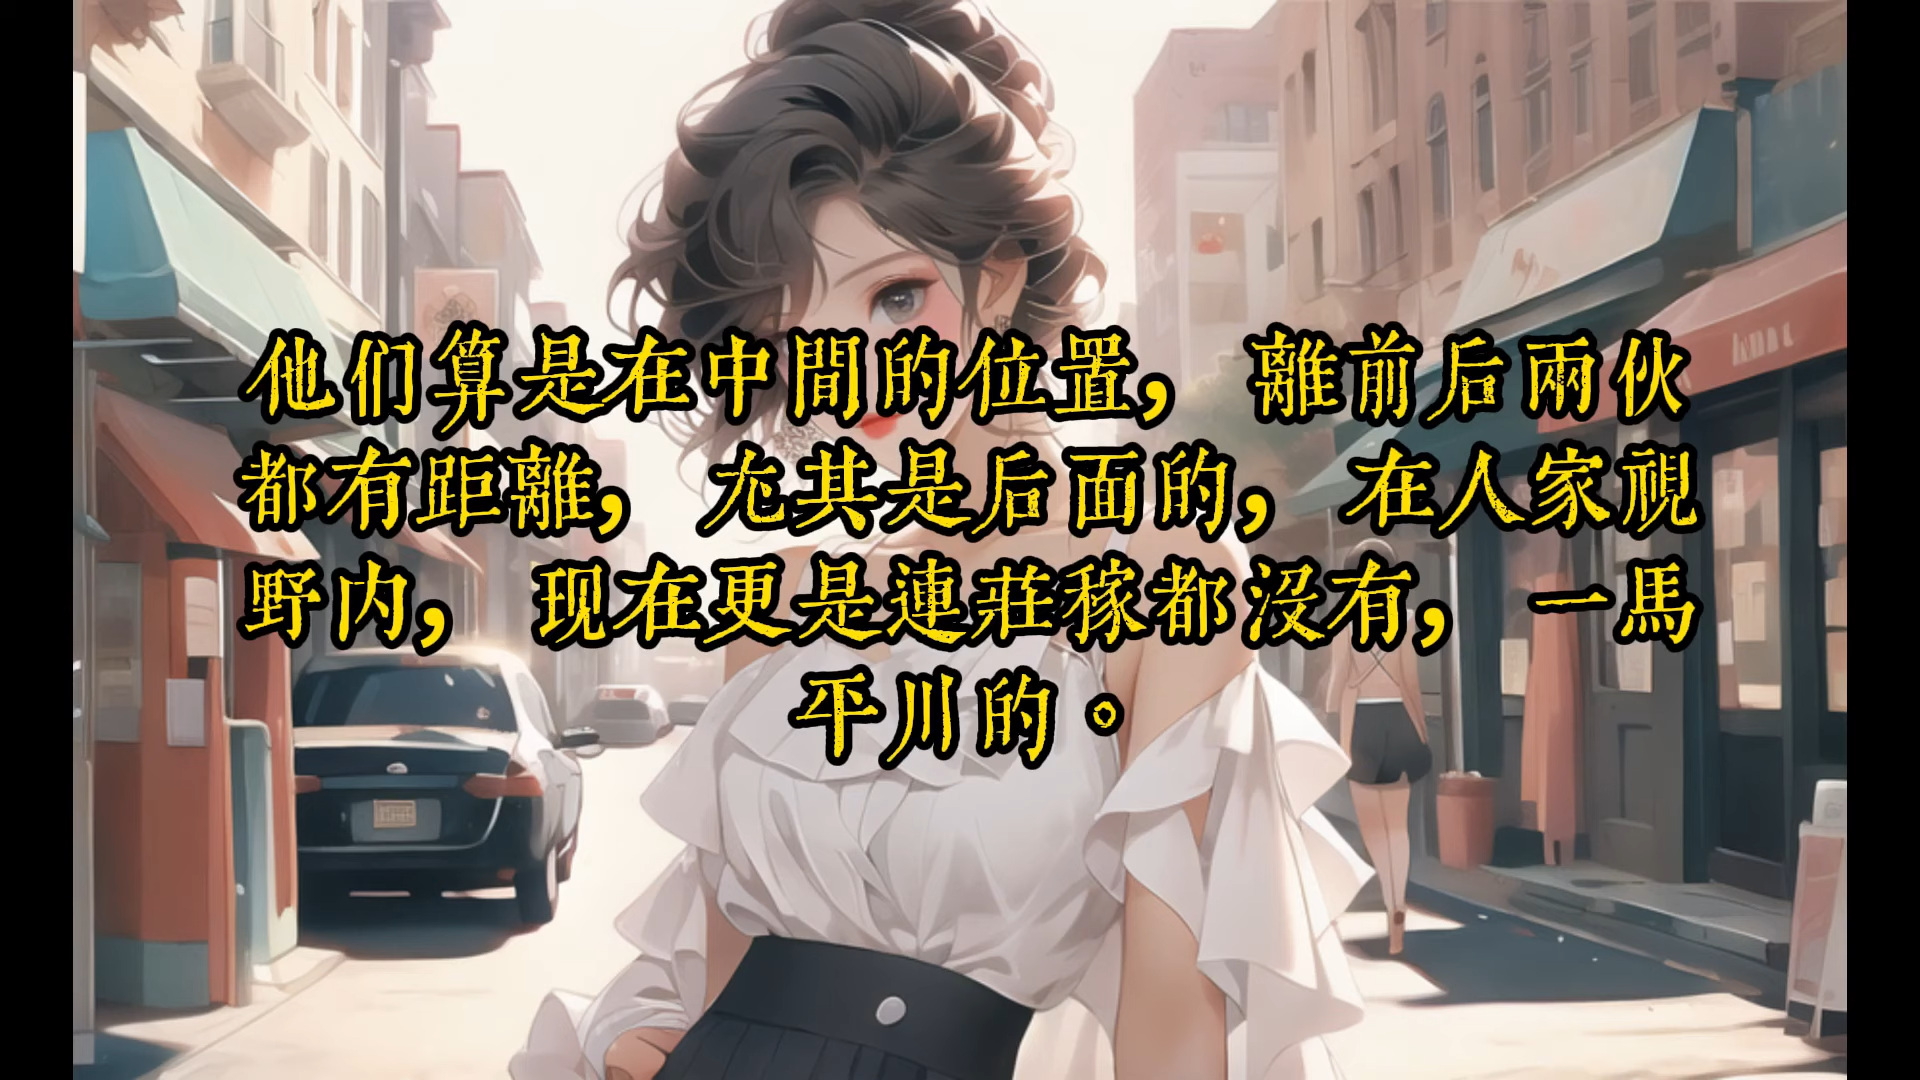 他们算是在中間的位置，離前后兩伙
都有距離，尤其是后面的，在人家視
野内，现在更是連莊稼都沒有，一馬
平川的。